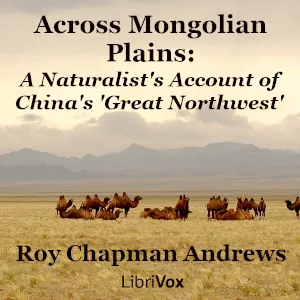 Across Mongolian
Plains:
A Naturalist's Account of
China's 'Great Northwest'
Roy Chapman Andrews
LibriVox